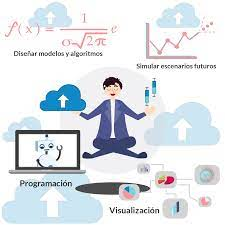 f(x) = 1/(σ√2π) e
Diseñar modelos y algoritmos
Simular escenarios futuros
Programación
Visualización